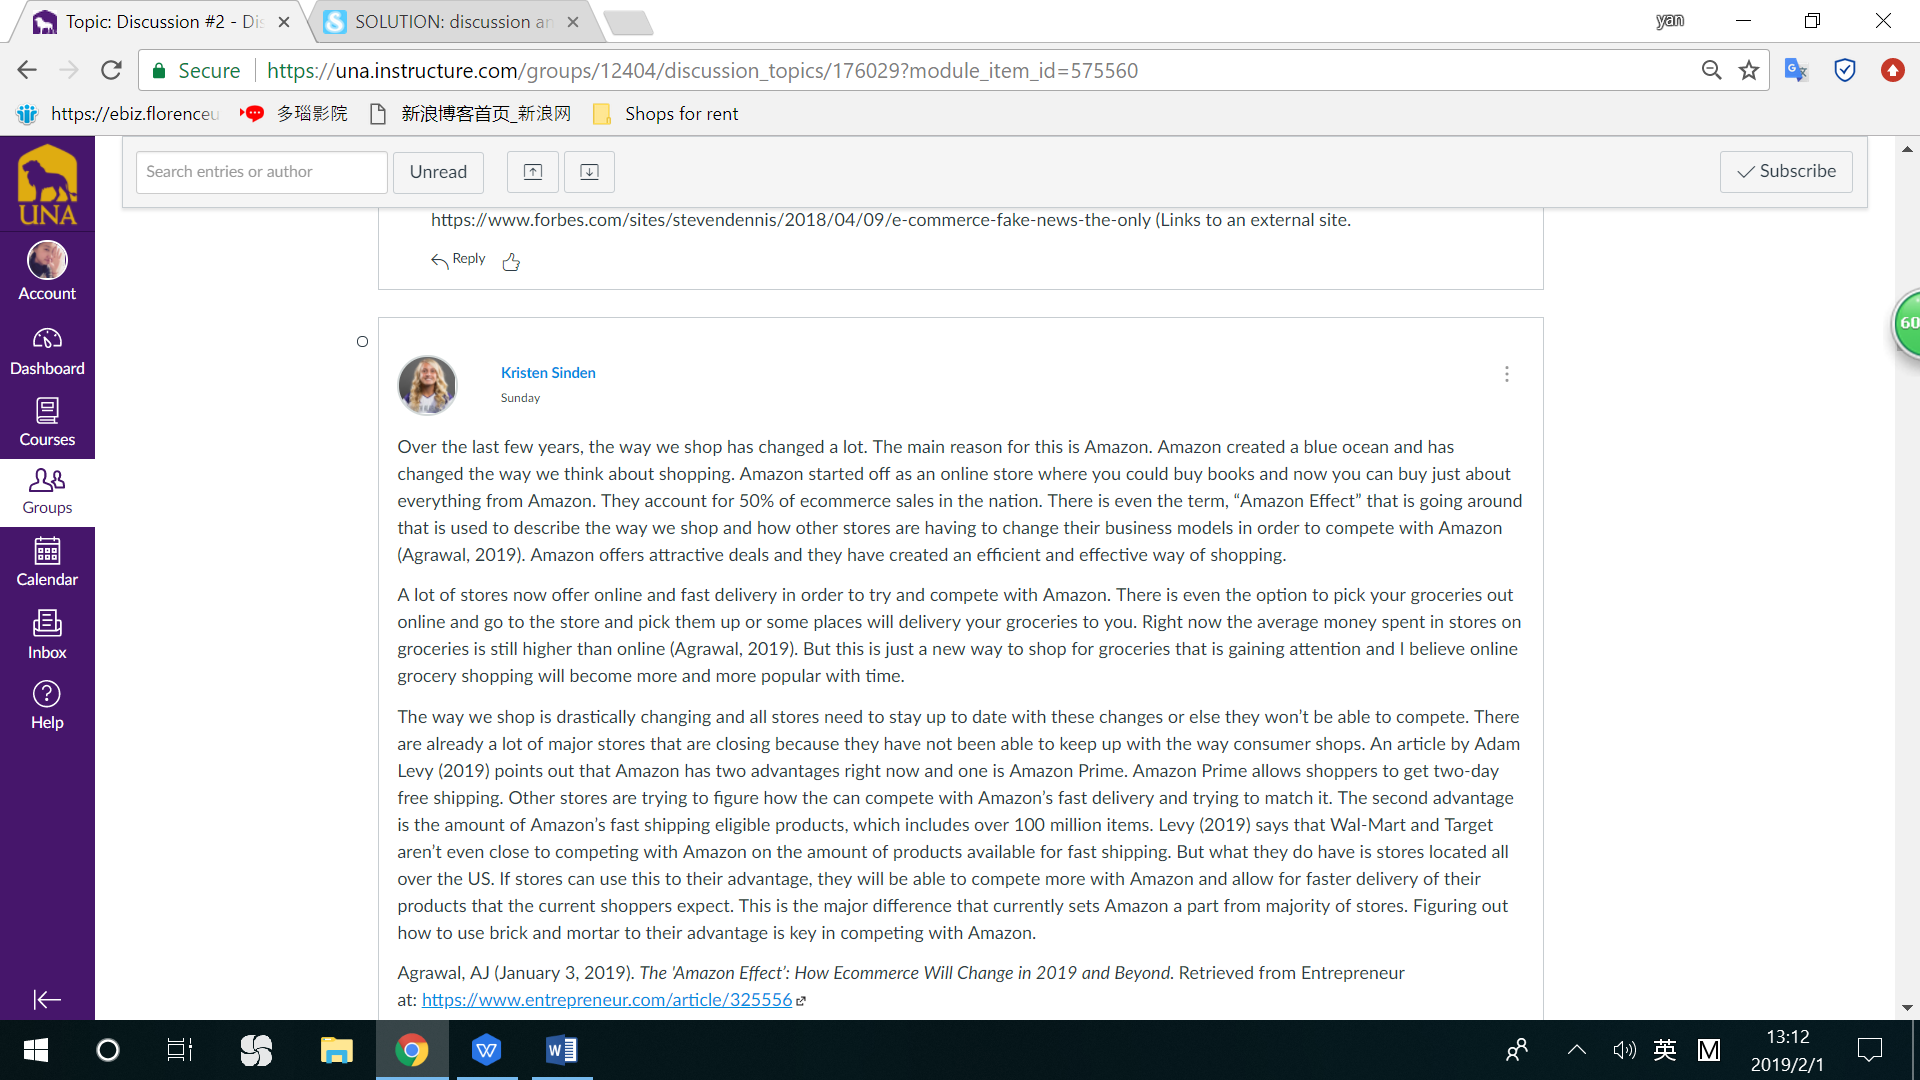 Topic: Discussion #2 - Dis
SOLUTION: discussion an
yan
Secure
https://una.instructure.com/groups/12404/discussion_topics/176029?module_item_id=575560
https://ebiz.florenceu
多瑙影院
新浪博客首页_新浪网
Shops for rent
UNA
Account
Dashboard
Courses
Groups
Calendar
Inbox
Help
Search entries or author
Unread
Subscribe
https://www.forbes.com/sites/stevendennis/2018/04/09/e-commerce-fake-news-the-only (Links to an external site.
Reply
60
Kristen Sinden
Sunday
Over the last few years, the way we shop has changed a lot. The main reason for this is Amazon. Amazon created a blue ocean and has
changed the way we think about shopping. Amazon started off as an online store where you could buy books and now you can buy just about
everything from Amazon. They account for 50% of ecommerce sales in the nation. There is even the term, “Amazon Effect” that is going around
that is used to describe the way we shop and how other stores are having to change their business models in order to compete with Amazon
(Agrawal, 2019). Amazon offers attractive deals and they have created an efficient and effective way of shopping.
A lot of stores now offer online and fast delivery in order to try and compete with Amazon. There is even the option to pick your groceries out
online and go to the store and pick them up or some places will delivery your groceries to you. Right now the average money spent in stores on
groceries is still higher than online (Agrawal, 2019). But this is just a new way to shop for groceries that is gaining attention and I believe online
grocery shopping will become more and more popular with time.
The way we shop is drastically changing and all stores need to stay up to date with these changes or else they won’t be able to compete. There
are already a lot of major stores that are closing because they have not been able to keep up with the way consumer shops. An article by Adam
Levy (2019) points out that Amazon has two advantages right now and one is Amazon Prime. Amazon Prime allows shoppers to get two-day
free shipping. Other stores are trying to figure how the can compete with Amazon’s fast delivery and trying to match it. The second advantage
is the amount of Amazon’s fast shipping eligible products, which includes over 100 million items. Levy (2019) says that Wal-Mart and Target
aren’t even close to competing with Amazon on the amount of products available for fast shipping. But what they do have is stores located all
over the US. If stores can use this to their advantage, they will be able to compete more with Amazon and allow for faster delivery of their
products that the current shoppers expect. This is the major difference that currently sets Amazon a part from majority of stores. Figuring out
how to use brick and mortar to their advantage is key in competing with Amazon.
Agrawal, AJ (January 3, 2019). The ‘Amazon Effect’: How Ecommerce Will Change in 2019 and Beyond. Retrieved from Entrepreneur
at: https://www.entrepreneur.com/article/325556
英
M
13:12
2019/2/1